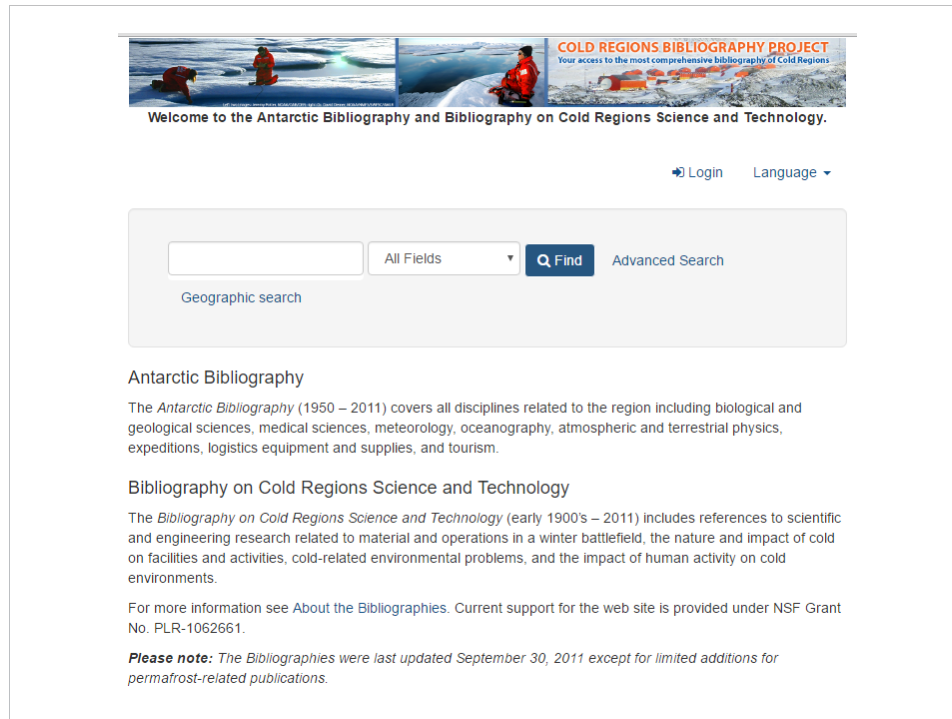 COLD REGIONS BIBLIOGRAPHY PROJECT
Your access to the most comprehensive bibliography of Cold Regions
Welcome to the Antarctic Bibliography and Bibliography on Cold Regions Science and Technology.
Login Language
All Fields Find Advanced Search
Geographic search
Antarctic Bibliography
The Antarctic Bibliography (1950 – 2011) covers all disciplines related to the region including biological and
geological sciences, medical sciences, meteorology, oceanography, atmospheric and terrestrial physics,
expeditions, logistics equipment and supplies, and tourism.
Bibliography on Cold Regions Science and Technology
The Bibliography on Cold Regions Science and Technology (early 1900's – 2011) includes references to scientific
and engineering research related to material and operations in a winter battlefield, the nature and impact of cold
on facilities and activities, cold-related environmental problems, and the impact of human activity on cold
environments.
For more information see About the Bibliographies. Current support for the web site is provided under NSF Grant
No. PLR-1062661.
Please note: The Bibliographies were last updated September 30, 2011 except for limited additions for
permafrost-related publications.